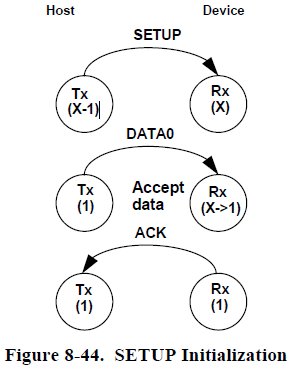 Host Device
SETUP
Tx
(X-1)
Rx
(X)
DATA0
Tx
(1)
Accept
data
Rx
(X->1)
ACK
Tx
(1)
Rx
(1)
Figure 8-44. SETUP Initialization